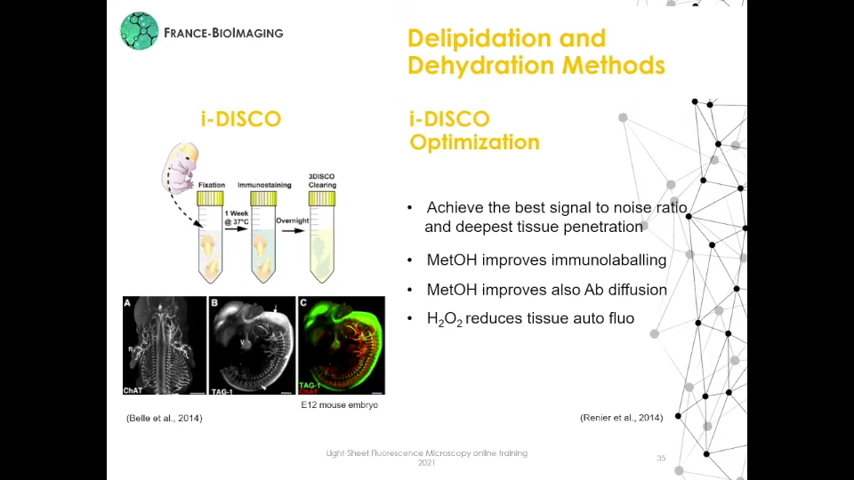 FRANCE-BIOIMAGING
Delipidation and
Dehydration Methods
i-DISCO
i-DISCO
Optimization
Fixation
1 Week
@ 37°C
Immunostaining
Overnight
3DISCO
Clearing
• Achieve the best signal to noise ratio
and deepest tissue penetration
• MetOH improves immunolaballing
• MetOH improves also Ab diffusion
• H₂O₂ reduces tissue auto fluo
A
n
ChAT
B
V
TAG-1
C
TAG-1
ChAT
E12 mouse embryo
(Belle et al., 2014)
(Renier et al., 2014)
Light-Sheet Fluorescence Microscopy online training
2021
35